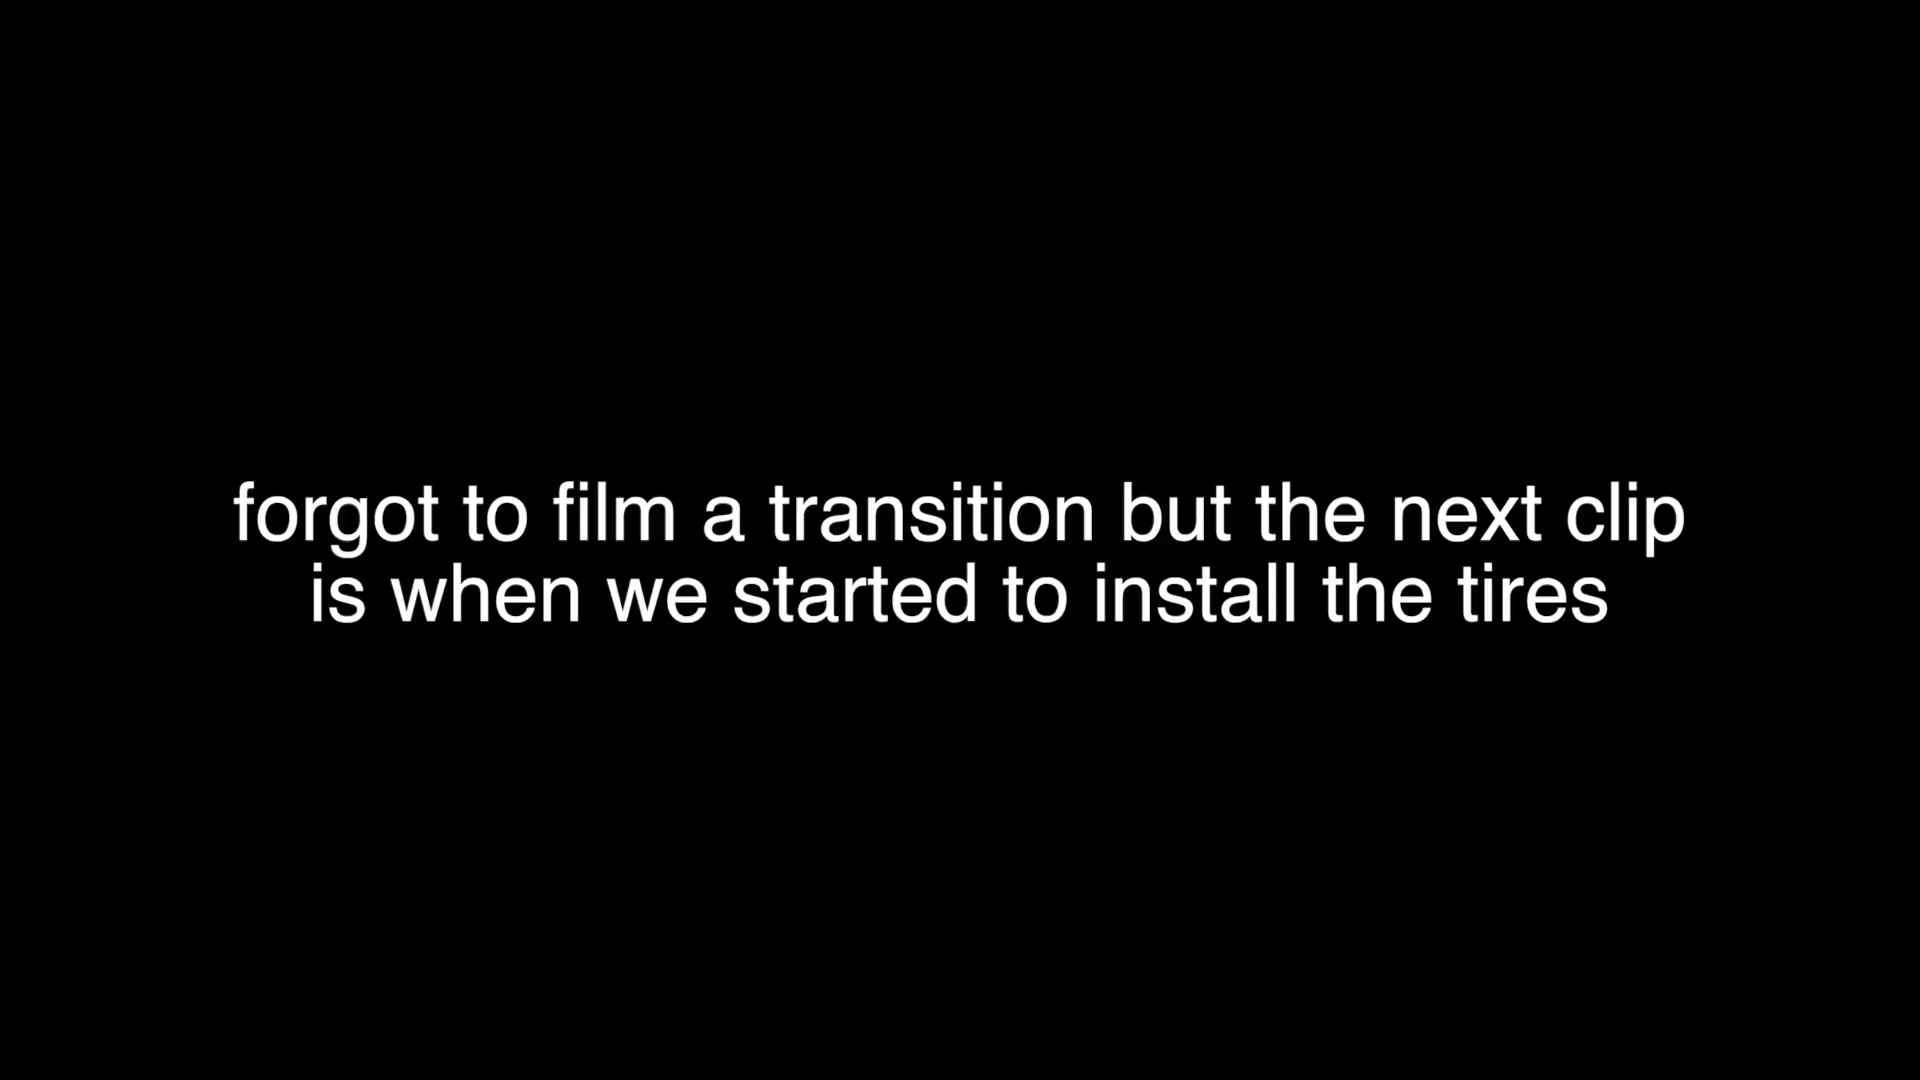 forgot to film a transition but the next clip
is when we started to install the tires